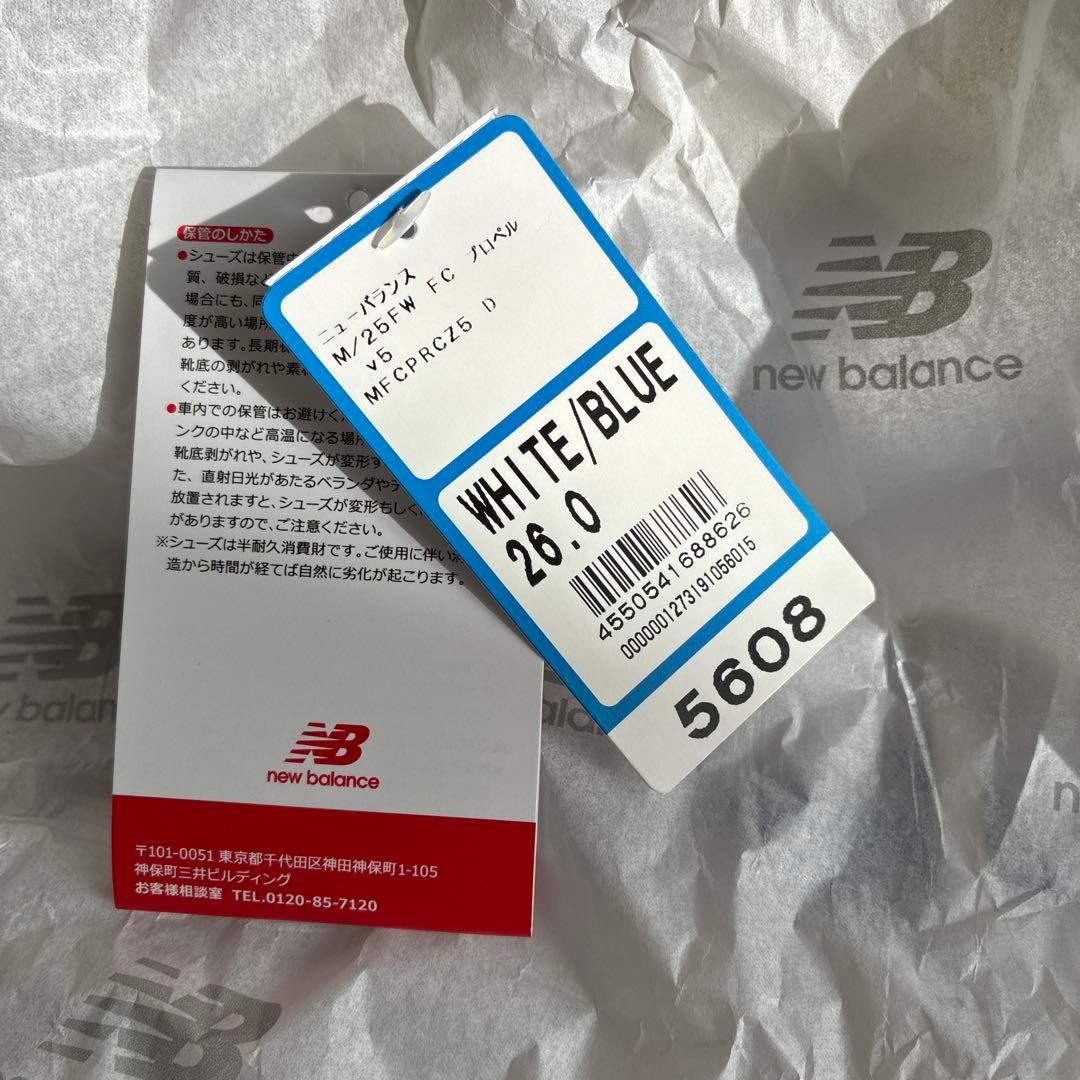 保管のしかた
●シューズは保管中
質、破損など
場合にも、同
度が高い場所
あります。長期保
靴底の剥がれや素材
ください。
●車内での保管はお避けくだ
ンクの中など高温になる場所
靴底剥がれや、シューズが変形す
た、直射日光があたるベランダやテ
放置されますと、シューズが変形もしく
がありますので、ご注意ください。
※シューズは半耐久消費財です。ご使用に伴い消
造から時間が経てば自然に劣化が起こります。
NB
new balance
〒101-0051 東京都千代田区神田神保町1-105
神保町三井ビルディング
お客様相談室 TEL.0120-85-7120
ニューバランス
M/25FW FC プロペル
v5
MFCPRCZ5 D
WHITE/BLUE
26.0
4550541688626
0000001273191056015
5608
NB
new balance
NB
balan
NB